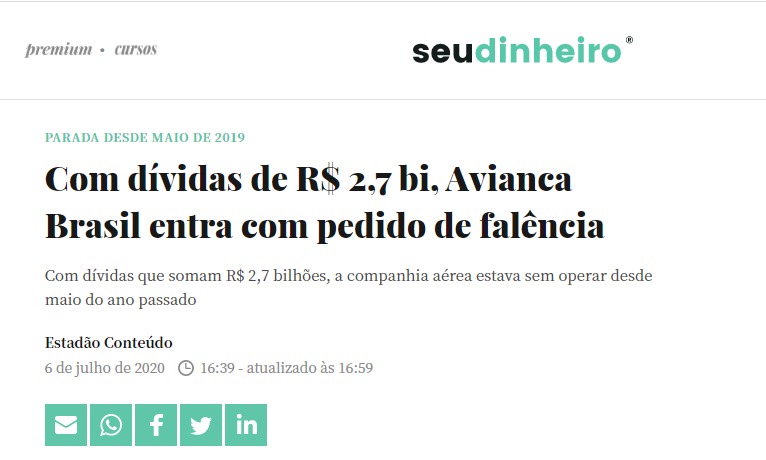 premium • cursos
seudinheiro®
PARADA DESDE MAIO DE 2019
Com dívidas de R$ 2,7 bi, Avianca
Brasil entra com pedido de falência
Com dívidas que somam R$ 2,7 bilhões, a companhia aérea estava sem operar desde
maio do ano passado
Estadão Conteúdo
6 de julho de 2020 16:39 - atualizado às 16:59